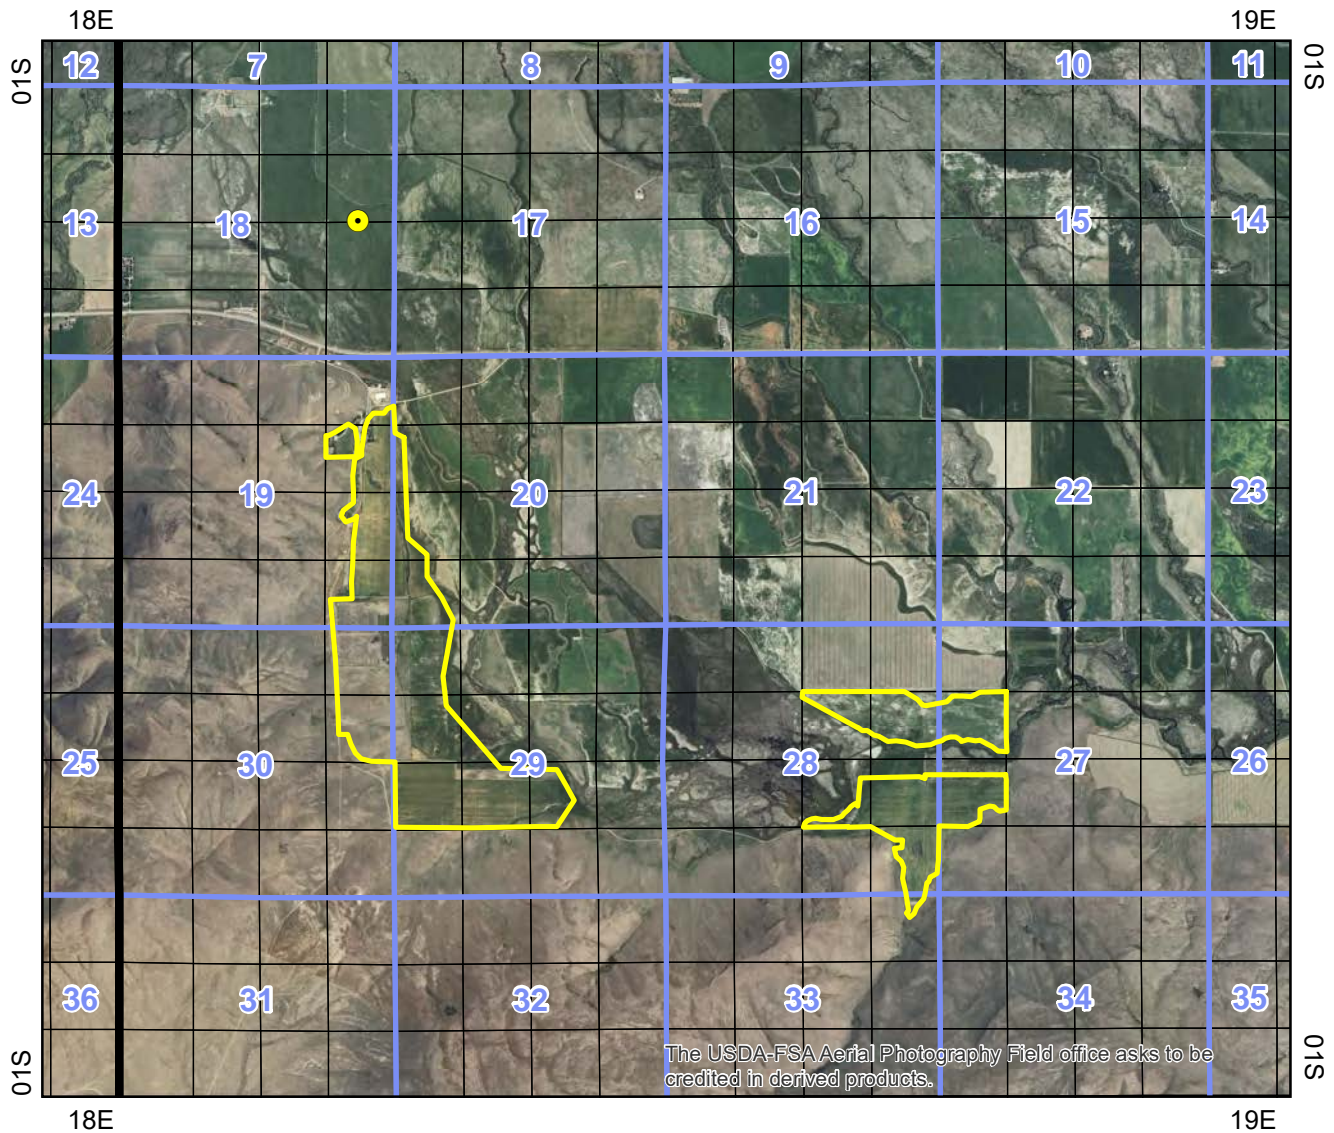 18E 19E
01S 01S
12 7 8 9 10 11
13 18 17 16 15 14
24 19 20 21 22 23
25 30 29 28 27 26
36 31 32 33 34 35
The USDA-FSA Aerial Photography Field office asks to be
credited in derived products.
01S 01S
18E 19E